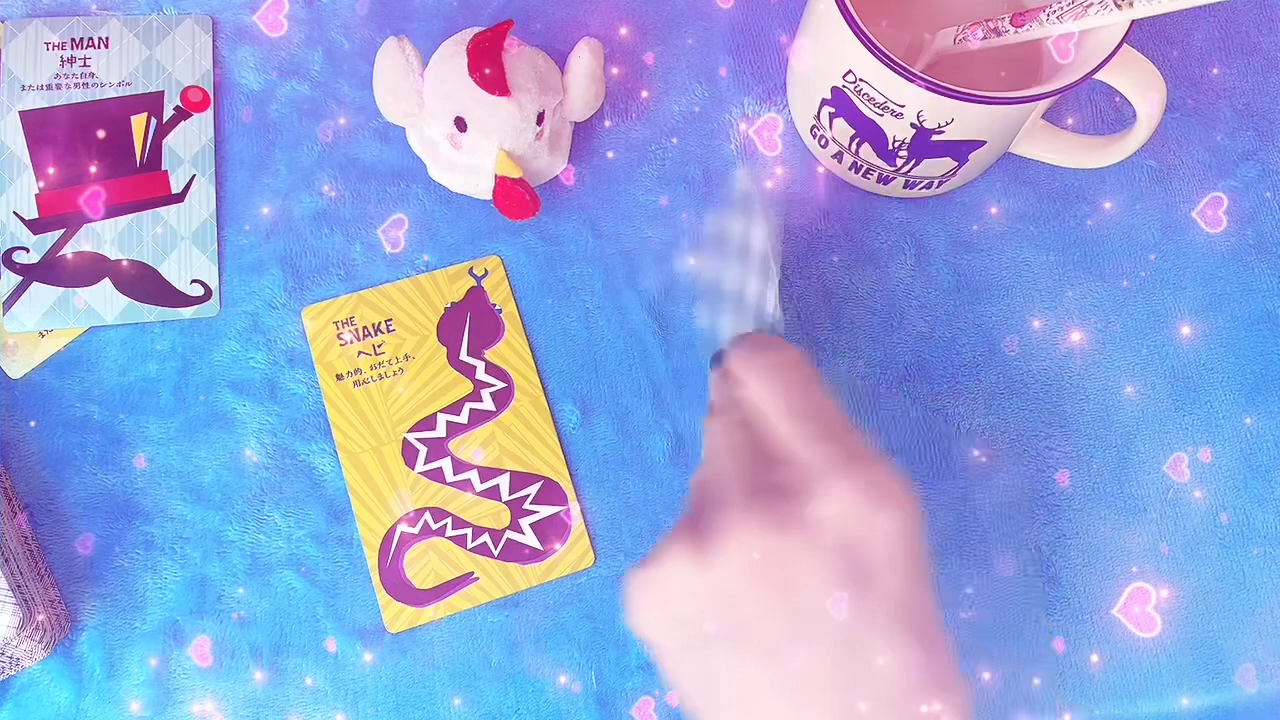 THE MAN
紳士
あなた自身、
または重要な男性のシンボル
THE
SNAKE
ヘビ
魅力的、おだて上手、
用心しましょう
Discedere
GO A NEW WAY